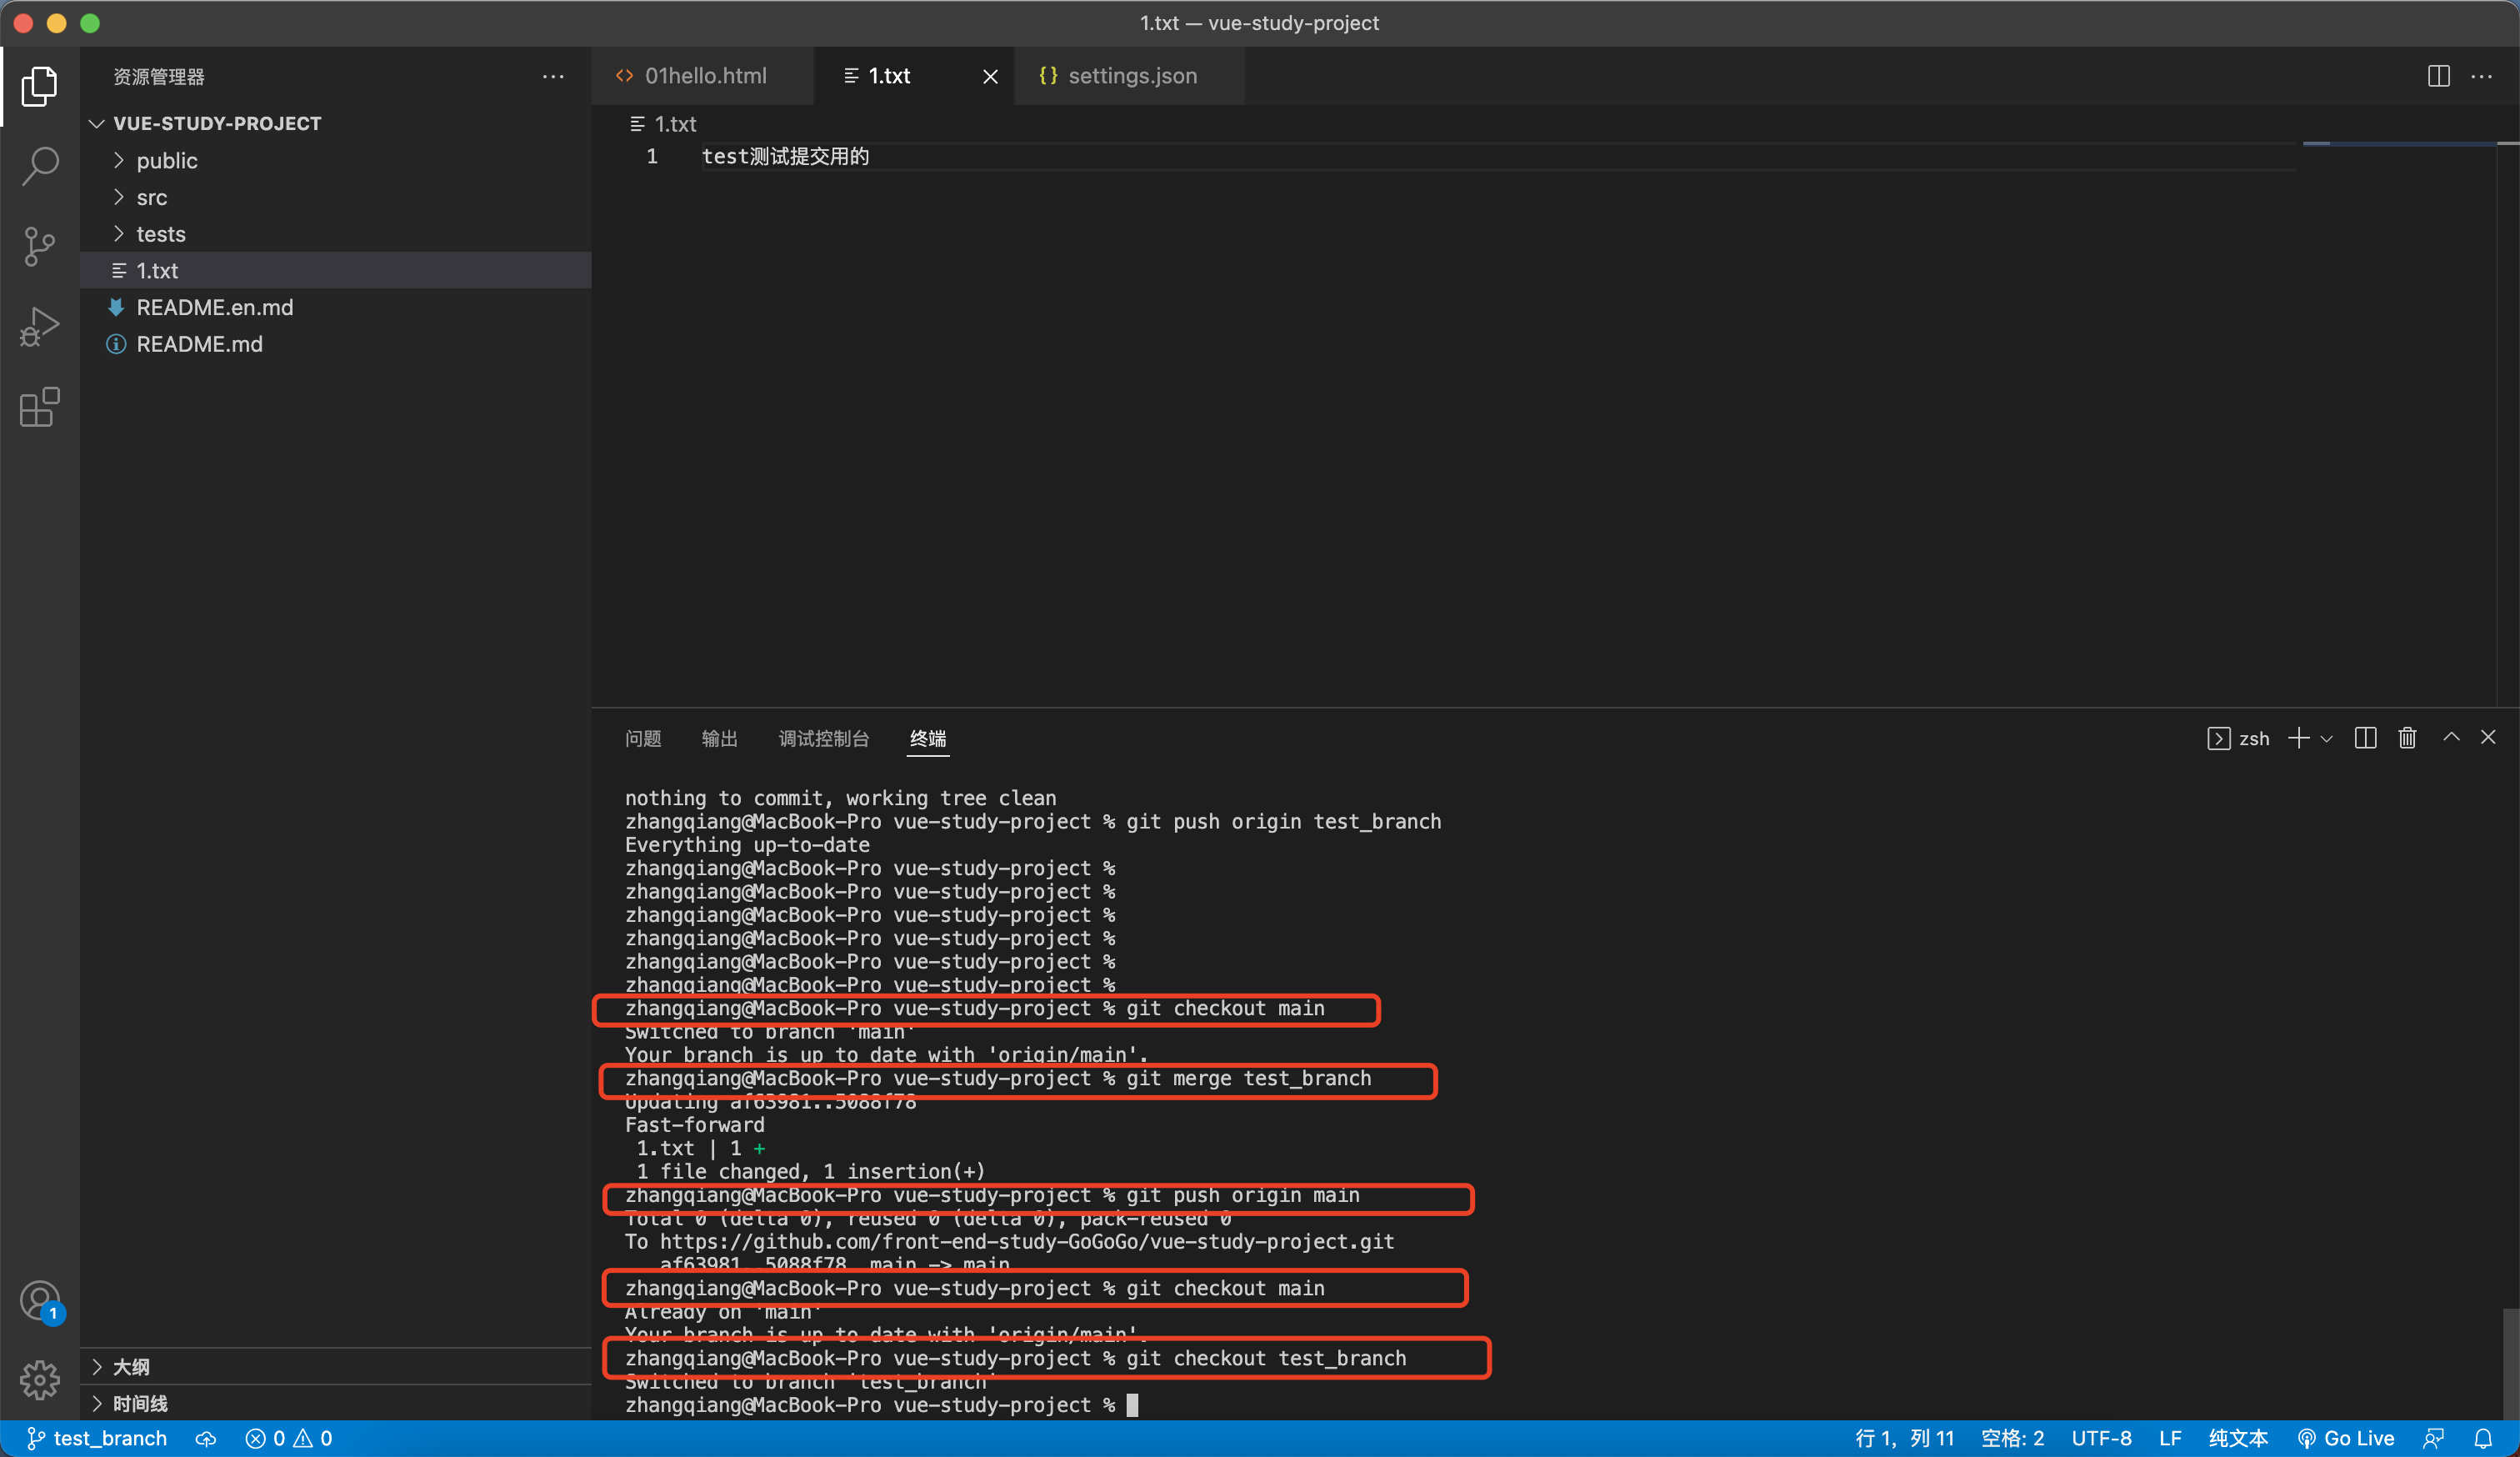 1.txt — vue-study-project
资源管理器
VUE-STUDY-PROJECT
public
src
tests
1.txt
README.en.md
README.md
大纲
时间线
01hello.html
1.txt
settings.json
1.txt
1 test测试提交用的
问题 输出 调试控制台 终端
zsh
nothing to commit, working tree clean
zhangqiang@MacBook-Pro vue-study-project % git push origin test_branch
Everything up-to-date
zhangqiang@MacBook-Pro vue-study-project %
zhangqiang@MacBook-Pro vue-study-project %
zhangqiang@MacBook-Pro vue-study-project %
zhangqiang@MacBook-Pro vue-study-project %
zhangqiang@MacBook-Pro vue-study-project %
zhangqiang@MacBook-Pro vue-study-project %
zhangqiang@MacBook-Pro vue-study-project % git checkout main
Switched to branch 'main'
Your branch is up to date with 'origin/main'.
zhangqiang@MacBook-Pro vue-study-project % git merge test_branch
Updating af63981..5088f78
Fast-forward
1.txt | 1 +
1 file changed, 1 insertion(+)
zhangqiang@MacBook-Pro vue-study-project % git push origin main
Total 0 (delta 0), reused 0 (delta 0), pack-reused 0
To https://github.com/front-end-study-GoGoGo/vue-study-project.git
af63981..5088f78 main -> main
zhangqiang@MacBook-Pro vue-study-project % git checkout main
Already on 'main'
Your branch is up to date with 'origin/main'.
zhangqiang@MacBook-Pro vue-study-project % git checkout test_branch
Switched to branch 'test_branch'
zhangqiang@MacBook-Pro vue-study-project %
1
test_branch 0 0 行 1, 列 11 空格: 2 UTF-8 LF 纯文本 Go Live